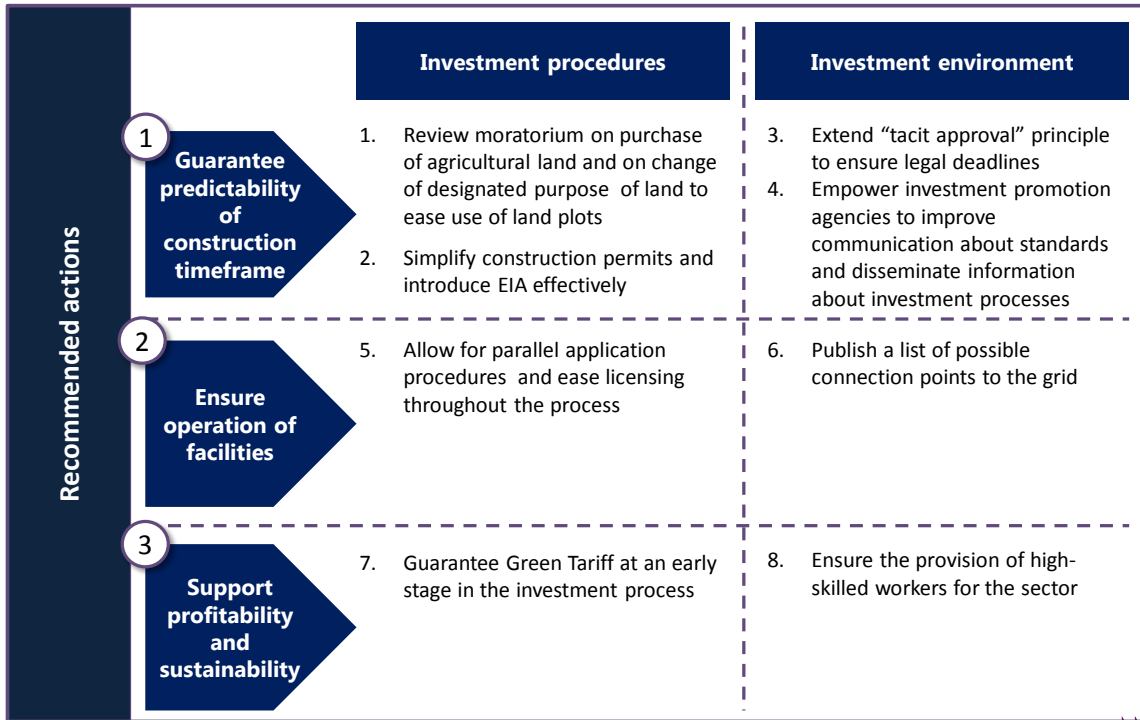 Recommended actions
Investment procedures
Investment environment
1
Guarantee
predictability
of
construction
timeframe
1. Review moratorium on purchase
of agricultural land and on change
of designated purpose of land to
ease use of land plots
2. Simplify construction permits and
introduce EIA effectively
3. Extend “tacit approval” principle
to ensure legal deadlines
4. Empower investment promotion
agencies to improve
communication about standards
and disseminate information
about investment processes
2
Ensure
operation of
facilities
5. Allow for parallel application
procedures and ease licensing
throughout the process
6. Publish a list of possible
connection points to the grid
3
Support
profitability
and
sustainability
7. Guarantee Green Tariff at an early
stage in the investment process
8. Ensure the provision of high-
skilled workers for the sector